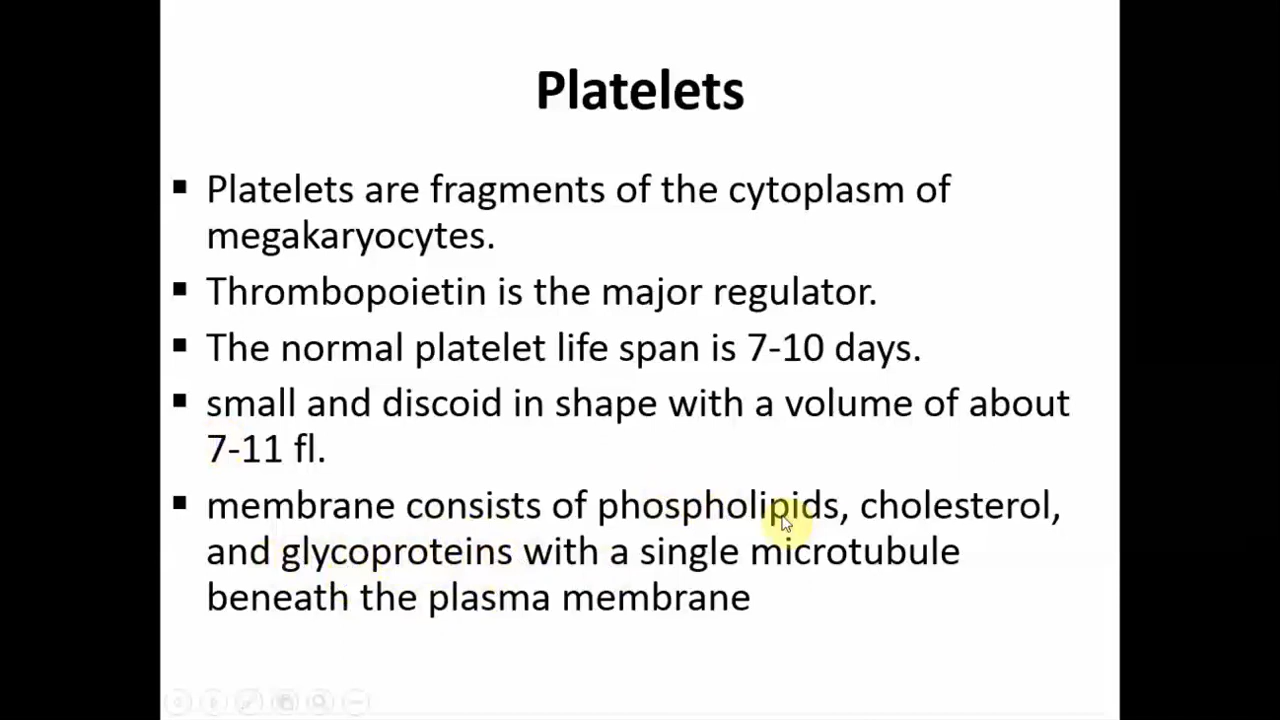 Platelets
▪ Platelets are fragments of the cytoplasm of
megakaryocytes.
▪ Thrombopoietin is the major regulator.
▪ The normal platelet life span is 7-10 days.
▪ small and discoid in shape with a volume of about
7-11 fl.
▪ membrane consists of phospholipids, cholesterol,
and glycoproteins with a single microtubule
beneath the plasma membrane